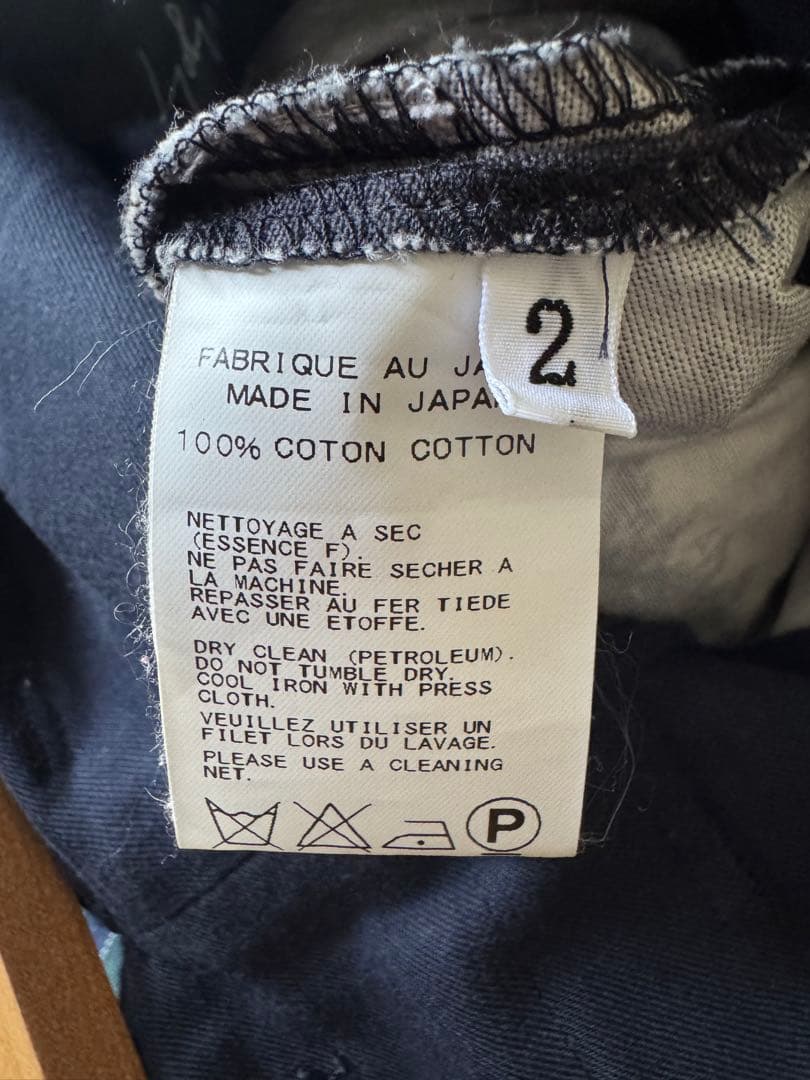 2
FABRIQUE AU
MADE IN
100% COTON COTTON
NETTOYAGE A SEC
(ESSENCE F).
NE PAS FAIRE SECHER A
LA MACHINE.
REPASSER AU FER TIEDE
AVEC UNE ETOFFE.
DRY CLEAN (PETROLEUM).
DO NOT TUMBLE DRY.
COOL IRON WITH PRESS
CLOTH.
VEUILLEZ UTILISER UN
FILET LORS DU LAVAGE.
PLEASE USE A CLEANING
NET.
P